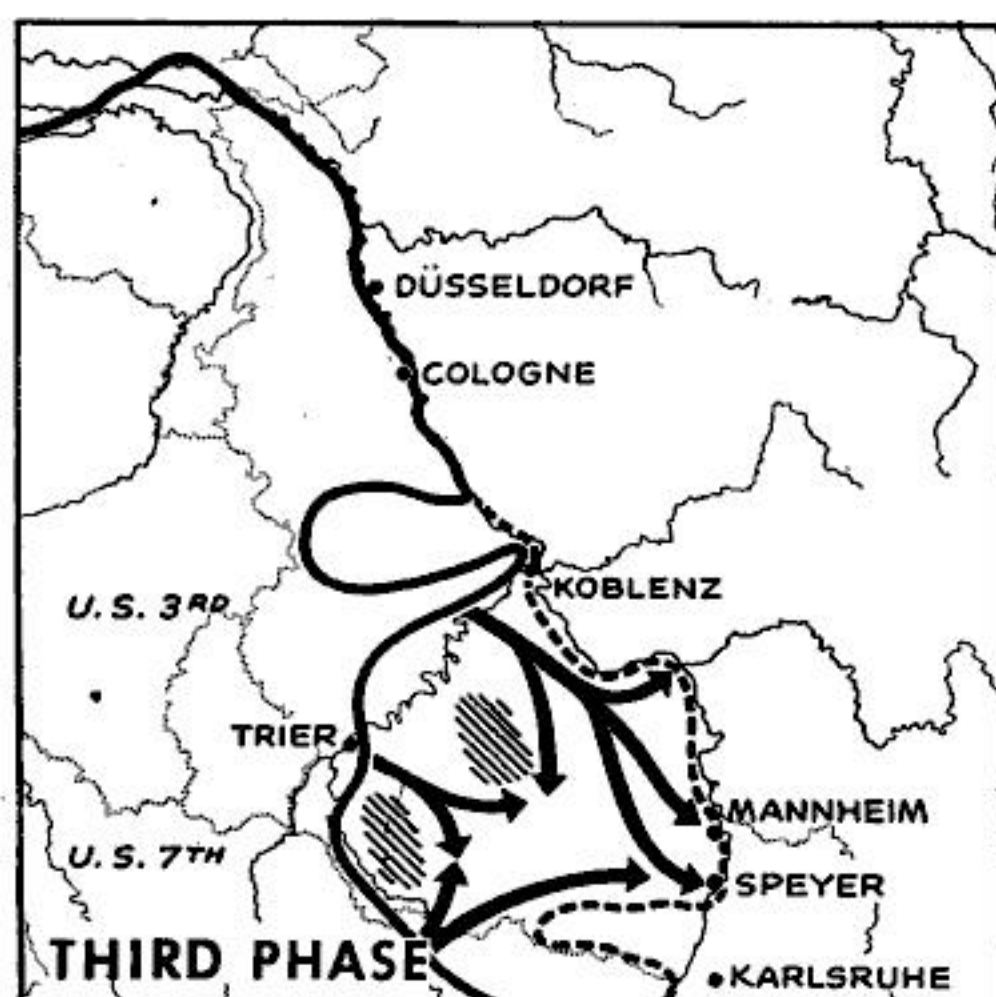 DÜSSELDORF
COLOGNE
KOBLENZ
U.S. 3RD
TRIER
MANNHEIM
U.S. 7TH
SPEYER
THIRD PHASE
KARLSRUHE